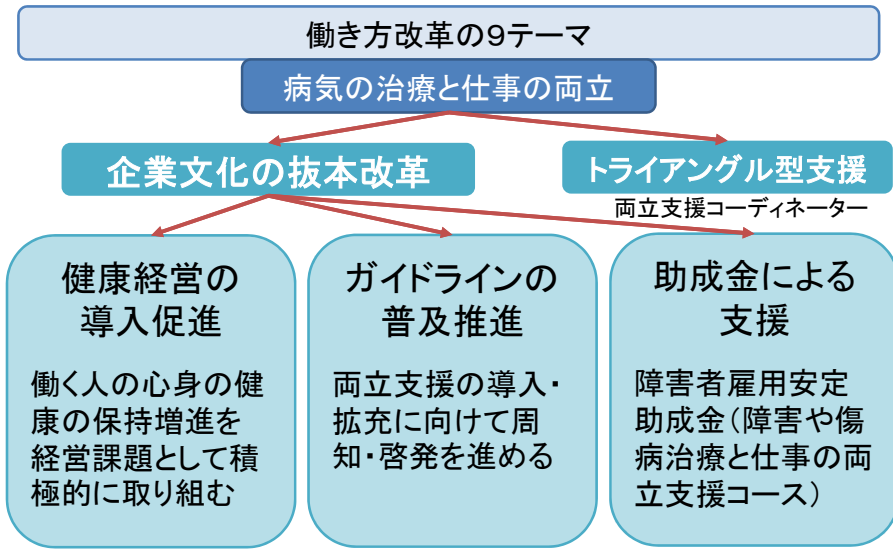 働き方改革の9テーマ
病気の治療と仕事の両立
企業文化の抜本改革
トライアングル型支援
両立支援コーディネーター
健康経営の
導入促進
働く人の心身の健
康の保持増進を
経営課題として積
極的に取り組む
ガイドラインの
普及推進
両立支援の導入・
拡充に向けて周
知・啓発を進める
助成金による
支援
障害者雇用安定
助成金(障害や傷
病治療と仕事の両
立支援コース)